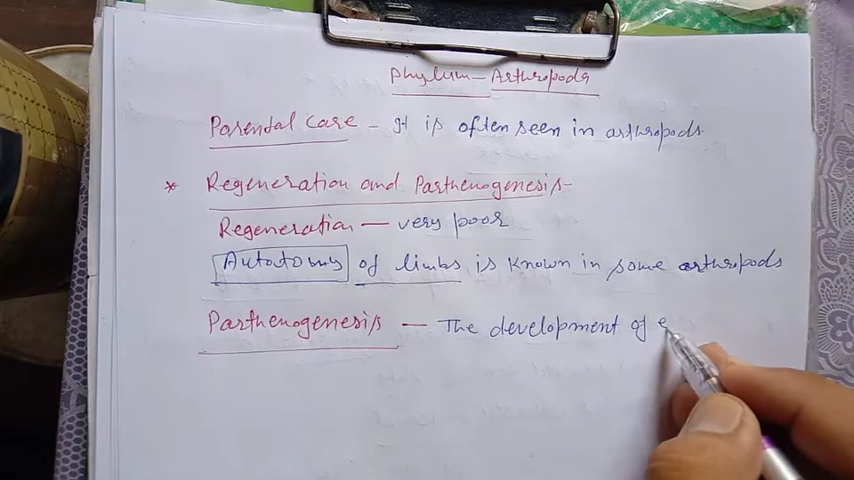 Phylum - Arthropods
Parental care - It is often seen in arthropods.
* Regeneration and Parthenogenesis -
Regeneration - very poor
Autotomy of limbs is known in some arthropods
Parthenogenesis - The development of e